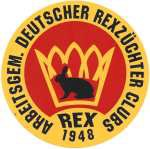 ARBEITSGEM. DEUTSCHER REXZÜCHTER CLUBS
REX
1948